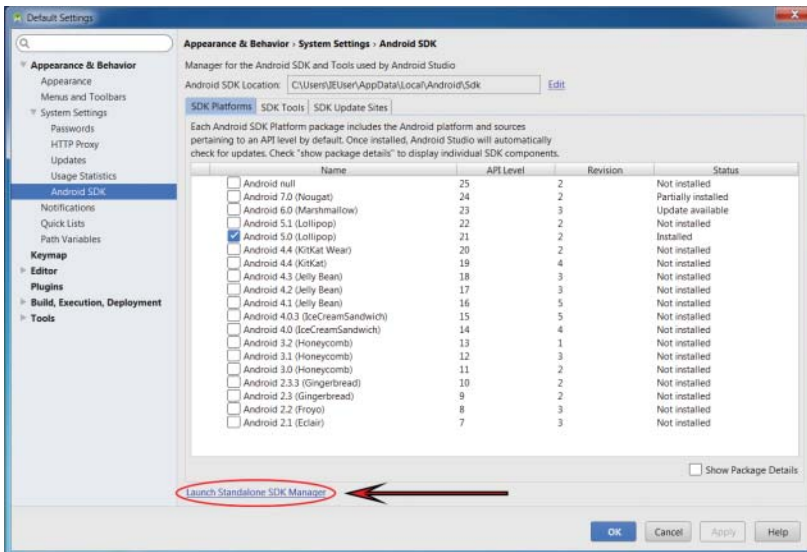 Default Settings
Appearance & Behavior › System Settings › Android SDK
Appearance & Behavior
Appearance
Menus and Toolbars
System Settings
Passwords
HTTP Proxy
Updates
Usage Statistics
Android SDK
Notifications
Quick Lists
Path Variables
Keymap
Editor
Plugins
Build, Execution, Deployment
Tools
Manager for the Android SDK and Tools used by Android Studio
Android SDK Location: C:\Users\JEUser\AppData\Local\Android\Sdk Edit
SDK Platforms SDK Tools SDK Update Sites
Each Android SDK Platform package includes the Android platform and sources
pertaining to an API level by default. Once installed, Android Studio will automatically
check for updates. Check "show package details" to display individual SDK components.
Name API Level Revision Status
Android null 25 2 Not installed
Android 7.0 (Nougat) 24 2 Partially installed
Android 6.0 (Marshmallow) 23 3 Update available
Android 5.1 (Lollipop) 22 2 Not installed
Android 5.0 (Lollipop) 21 2 Installed
Android 4.4 (KitKat Wear) 20 2 Not installed
Android 4.4 (KitKat) 19 4 Not installed
Android 4.3 (Jelly Bean) 18 3 Not installed
Android 4.2 (Jelly Bean) 17 3 Not installed
Android 4.1 (Jelly Bean) 16 5 Not installed
Android 4.0.3 (IceCreamSandwich) 15 5 Not installed
Android 4.0 (IceCreamSandwich) 14 4 Not installed
Android 3.2 (Honeycomb) 13 1 Not installed
Android 3.1 (Honeycomb) 12 3 Not installed
Android 3.0 (Honeycomb) 11 2 Not installed
Android 2.3.3 (Gingerbread) 10 2 Not installed
Android 2.3 (Gingerbread) 9 2 Not installed
Android 2.2 (Froyo) 8 3 Not installed
Android 2.1 (Eclair) 7 3 Not installed
Show Package Details
Launch Standalone SDK Manager
OK Cancel Apply Help